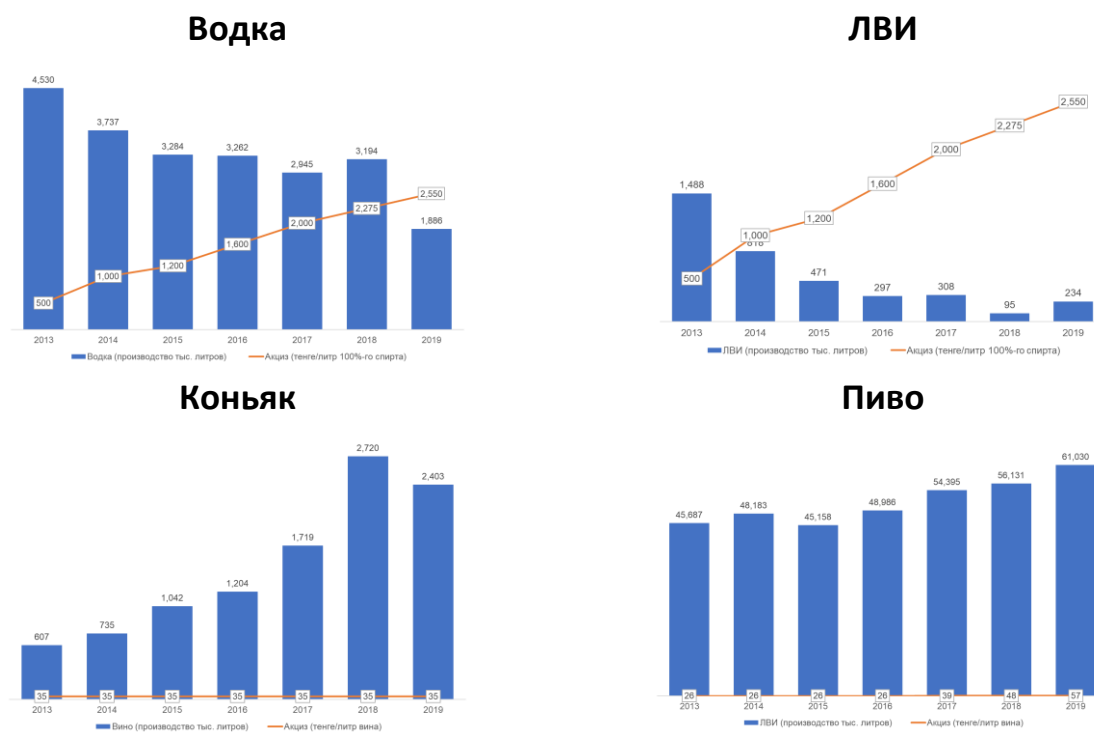 Водка
4,530
3,737
3,284
3,262
2,945
3,194
1,886
500
1,000
1,200
1,600
2,000
2,275
2,550
2013 2014 2015 2016 2017 2018 2019
Водка (производство тыс. литров) Акциз (тенге/литр 100%-го спирта)
ЛВИ
1,488
471
297
308
95
234
500
1,000
1,200
1,600
2,000
2,275
2,550
2013 2014 2015 2016 2017 2018 2019
ЛВИ (производство тыс. литров) Акциз (тенге/литр 100%-го спирта)
Коньяк
607
735
1,042
1,204
1,719
2,720
2,403
35 35 35 35 35 35 35
2013 2014 2015 2016 2017 2018 2019
Вино (производство тыс. литров) Акциз (тенге/литр вина)
Пиво
45,687
48,183
45,158
48,986
54,395
56,131
61,030
26 26 26 26 39 48 57
2013 2014 2015 2016 2017 2018 2019
ЛВИ (производство тыс. литров) Акциз (тенге/литр вина)